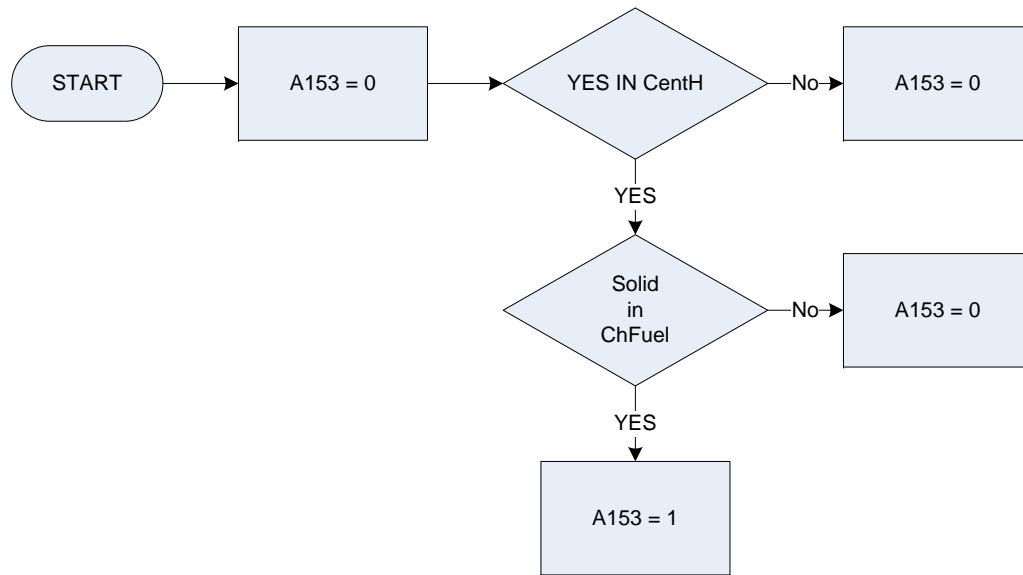 START
A153 = 0
YES IN CentH
No
A153 = 0
YES
Solid
in
ChFuel
No
A153 = 0
YES
A153 = 1